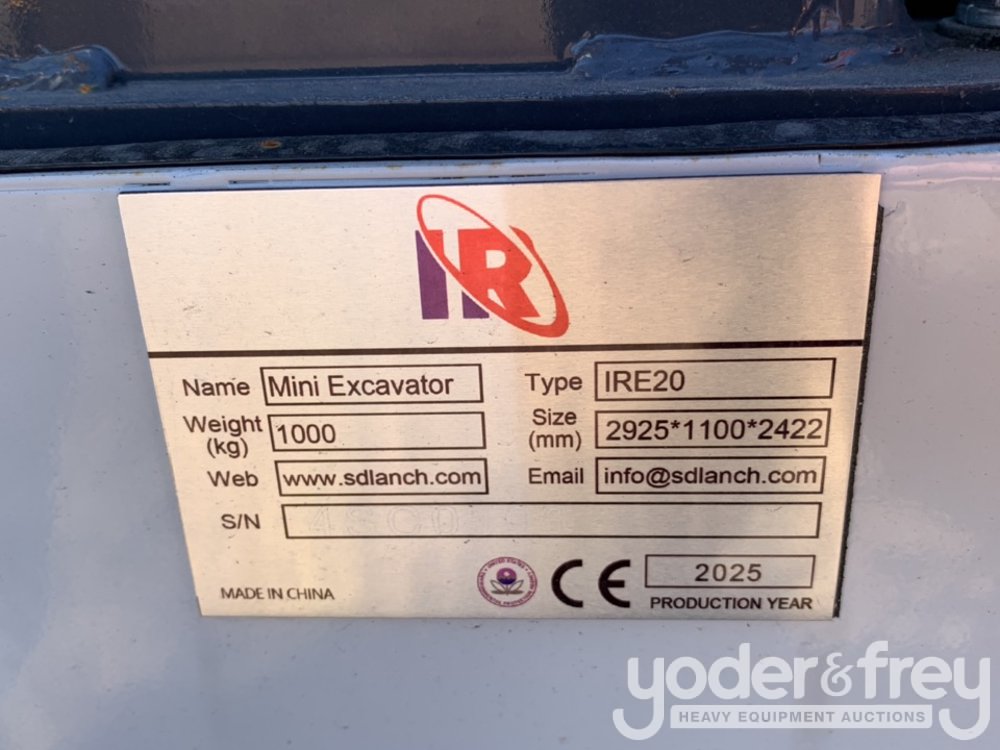 IR
Name Mini Excavator Type IRE20
Weight (kg) 1000 Size (mm) 2925*1100*2422
Web www.sdlanch.com Email info@sdlanch.com
S/N
CE 2025
MADE IN CHINA PRODUCTION YEAR
yoder&frey
HEAVY EQUIPMENT AUCTIONS